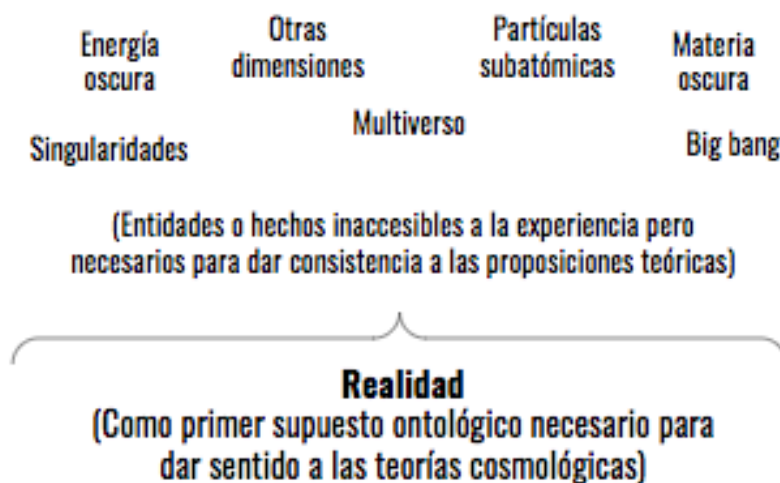 Energía
oscura
Otras
dimensiones
Partículas
subatómicas
Materia
oscura
Singularidades
Multiverso
Big bang
(Entidades o hechos inaccesibles a la experiencia pero
necesarios para dar consistencia a las proposiciones teóricas)
Realidad
(Como primer supuesto ontológico necesario para
dar sentido a las teorías cosmológicas)